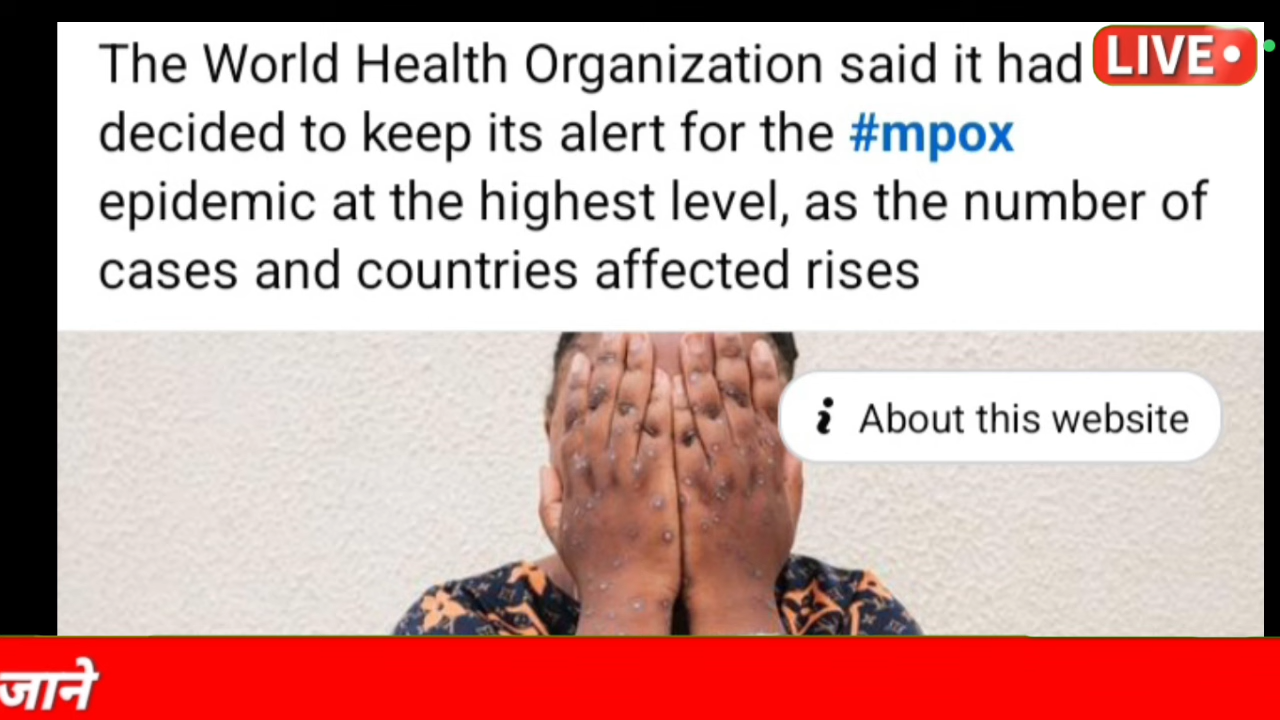 The World Health Organization said it had
LIVE
decided to keep its alert for the #mpox
epidemic at the highest level, as the number of
cases and countries affected rises
i About this website
जाने